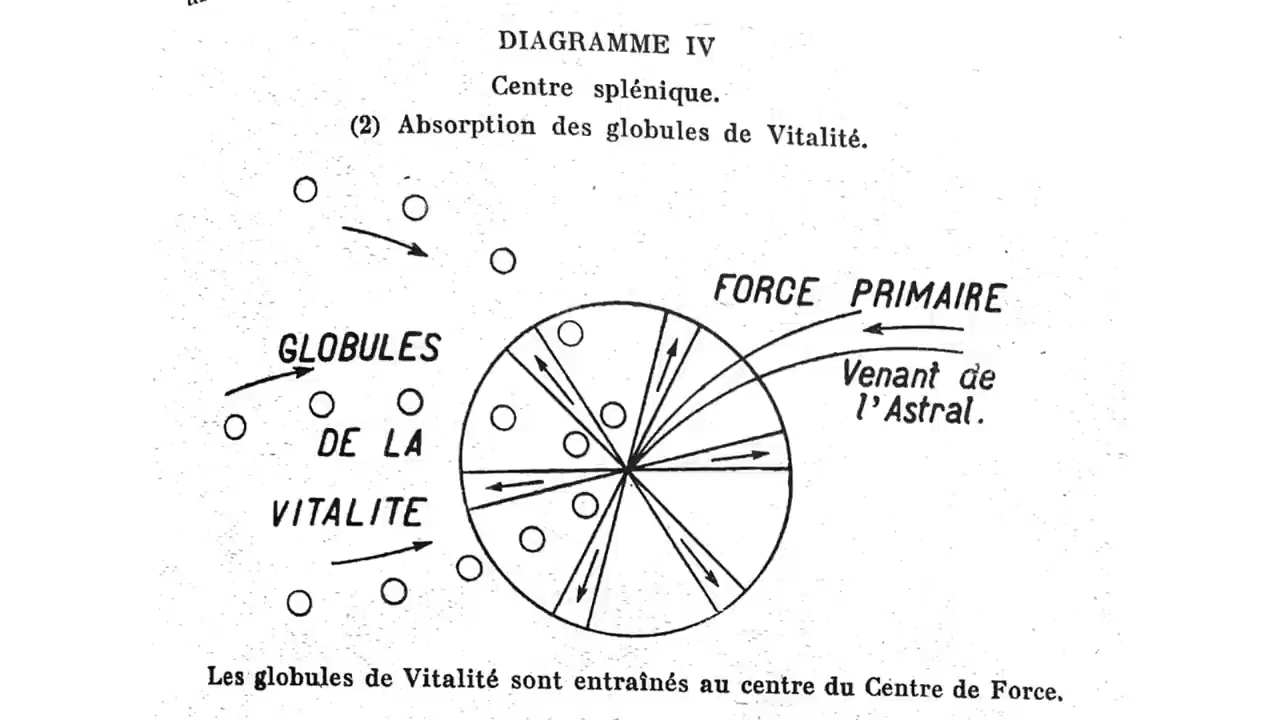 DIAGRAMME IV
Centre splénique.
(2) Absorption des globules de Vitalité.
FORCE PRIMAIRE
Venant de
l'Astral.
GLOBULES
DE LA
VITALITE
Les globules de Vitalité sont entraînés au centre du Centre de Force.